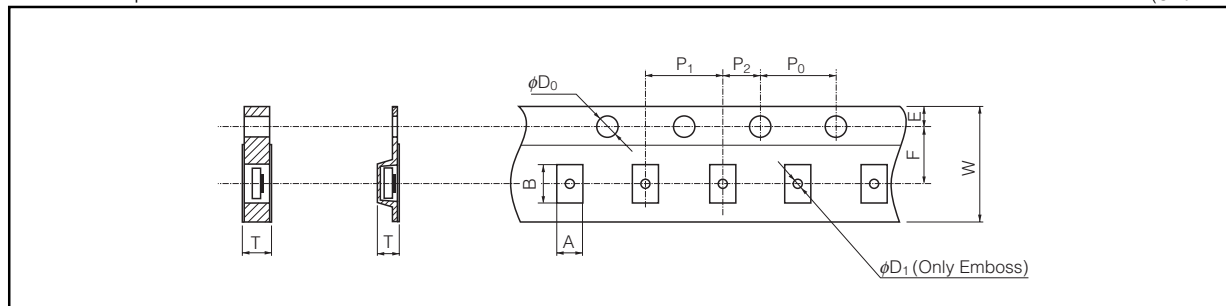 P₁
P₂
P₀
ϕD₀
E
F
W
B
A
T
T
ϕD₁ (Only Emboss)